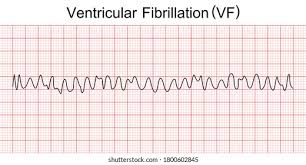 Ventricular Fibrillation (VF)
shutterstock.com · 1800602845